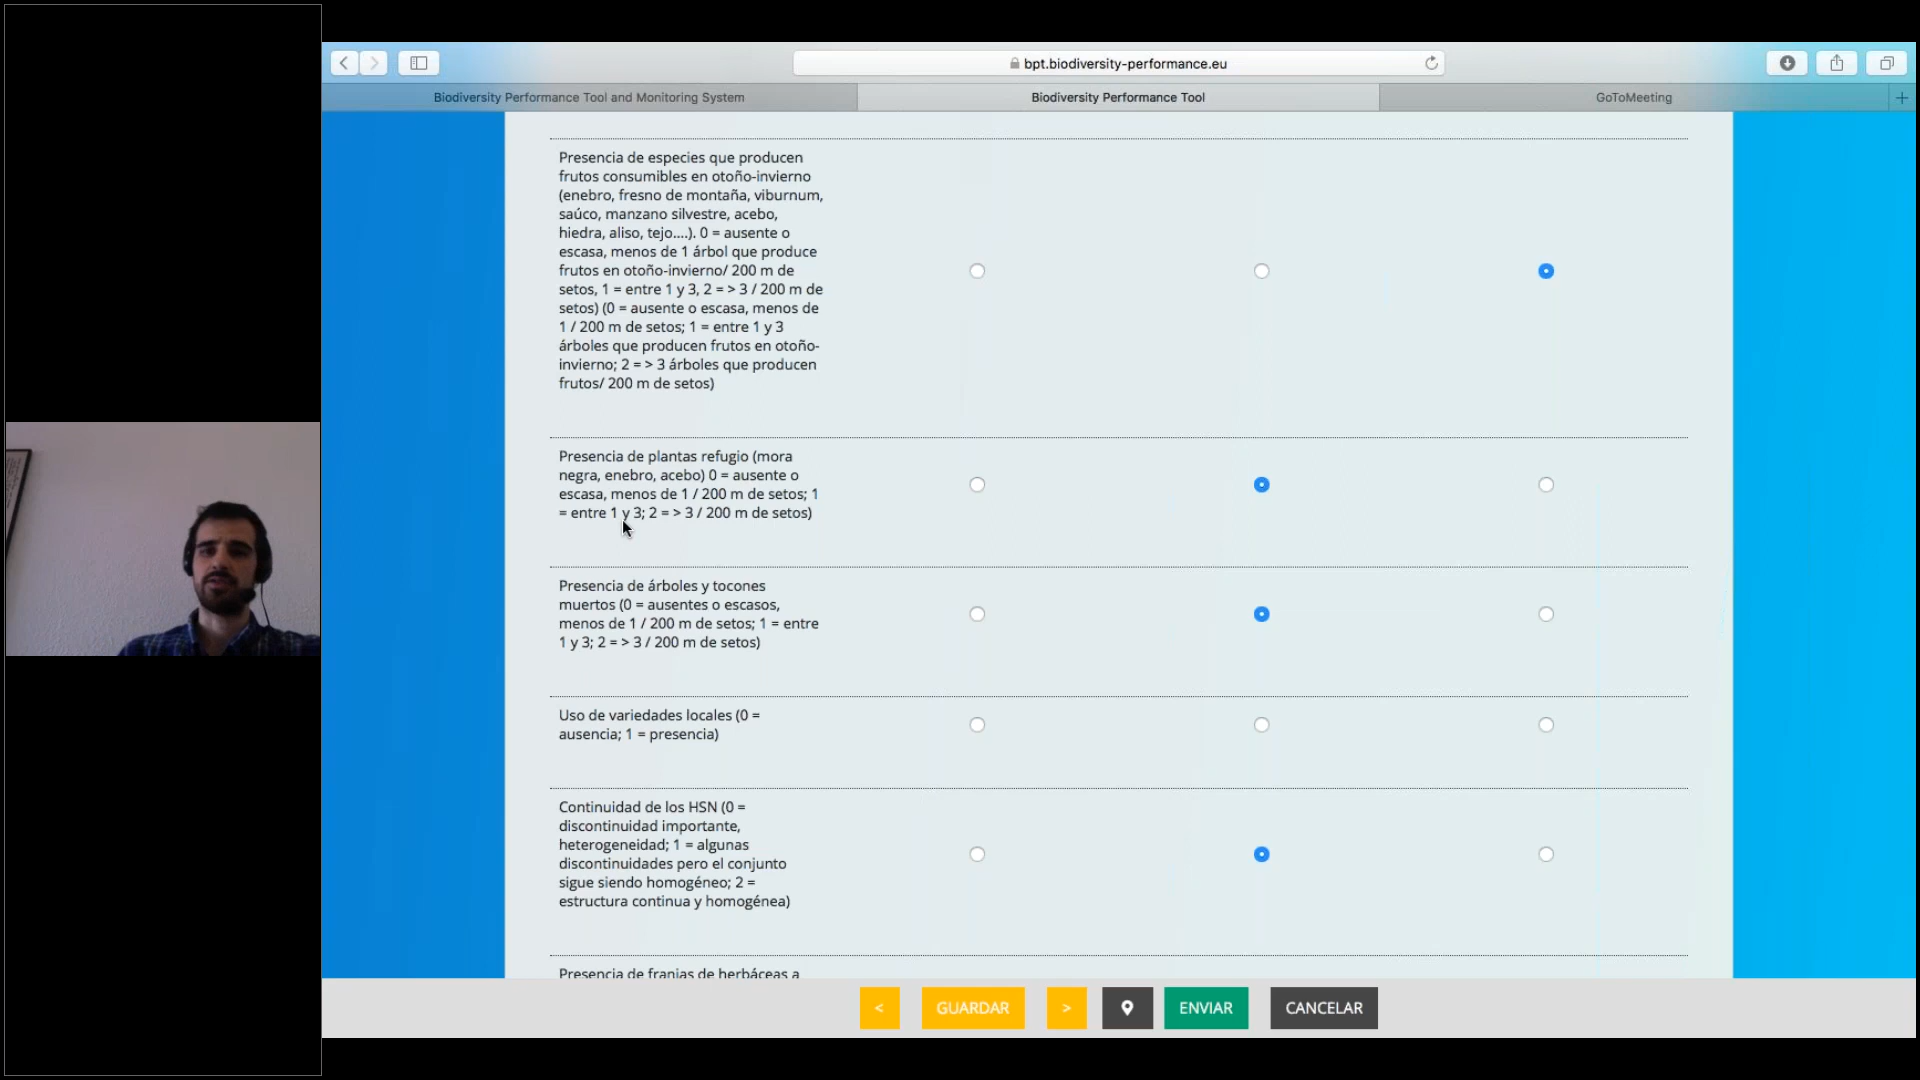 bpt.biodiversity-performance.eu
Biodiversity Performance Tool and Monitoring System
Biodiversity Performance Tool
GoToMeeting
Presencia de especies que producen
frutos consumibles en otoño-invierno
(enebro, fresno de montaña, viburnum,
saúco, manzano silvestre, acebo,
hiedra, aliso, tejo....). 0 = ausente o
escasa, menos de 1 árbol que produce
frutos en otoño-invierno/ 200 m de
setos, 1 = entre 1 y 3, 2 = > 3 / 200 m de
setos) (0 = ausente o escasa, menos de
1 / 200 m de setos; 1 = entre 1 y 3
árboles que producen frutos en otoño-
invierno; 2 = > 3 árboles que producen
frutos/ 200 m de setos)
Presencia de plantas refugio (mora
negra, enebro, acebo) 0 = ausente o
escasa, menos de 1 / 200 m de setos; 1
= entre 1 y 3; 2 = > 3 / 200 m de setos)
Presencia de árboles y tocones
muertos (0 = ausentes o escasos,
menos de 1 / 200 m de setos; 1 = entre
1 y 3; 2 = > 3 / 200 m de setos)
Uso de variedades locales (0 =
ausencia; 1 = presencia)
Continuidad de los HSN (0 =
discontinuidad importante,
heterogeneidad; 1 = algunas
discontinuidades pero el conjunto
sigue siendo homogéneo; 2 =
estructura continua y homogénea)
Presencia de franjas de herbáceas a
< GUARDAR > ENVIAR CANCELAR